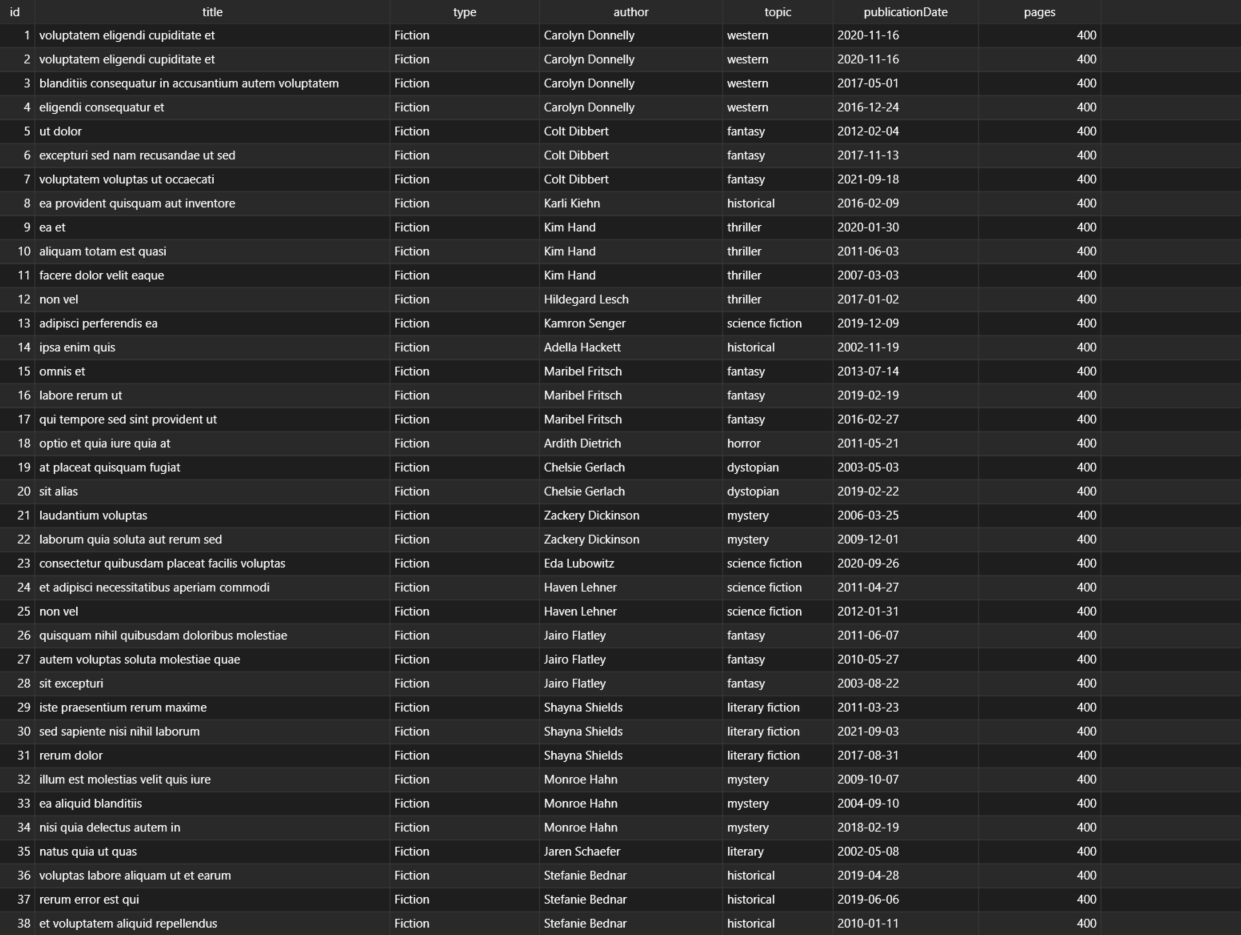 id title type author topic publicationDate pages
1 voluptatem eligendi cupiditate et Fiction Carolyn Donnelly western 2020-11-16 400
2 voluptatem eligendi cupiditate et Fiction Carolyn Donnelly western 2020-11-16 400
3 blanditiis consequatur in accusantium autem voluptatem Fiction Carolyn Donnelly western 2017-05-01 400
4 eligendi consequatur et Fiction Carolyn Donnelly western 2016-12-24 400
5 ut dolor Fiction Colt Dibbert fantasy 2012-02-04 400
6 excepturi sed nam recusandae ut sed Fiction Colt Dibbert fantasy 2017-11-13 400
7 voluptatem voluptas ut occaecati Fiction Colt Dibbert fantasy 2021-09-18 400
8 ea provident quisquam aut inventore Fiction Karli Kiehn historical 2016-02-09 400
9 ea et Fiction Kim Hand thriller 2020-01-30 400
10 aliquam totam est quasi Fiction Kim Hand thriller 2011-06-03 400
11 facere dolor velit eaque Fiction Kim Hand thriller 2007-03-03 400
12 non vel Fiction Hildegard Lesch thriller 2017-01-02 400
13 adipisci perferendis ea Fiction Kamron Senger science fiction 2019-12-09 400
14 ipsa enim quis Fiction Adella Hackett historical 2002-11-19 400
15 omnis et Fiction Maribel Fritsch fantasy 2013-07-14 400
16 labore rerum ut Fiction Maribel Fritsch fantasy 2019-02-19 400
17 qui tempore sed sint provident ut Fiction Maribel Fritsch fantasy 2016-02-27 400
18 optio et quia iure quia at Fiction Ardith Dietrich horror 2011-05-21 400
19 at placeat quisquam fugiat Fiction Chelsie Gerlach dystopian 2003-05-03 400
20 sit alias Fiction Chelsie Gerlach dystopian 2019-02-22 400
21 laudantium voluptas Fiction Zackery Dickinson mystery 2006-03-25 400
22 laborum quia soluta aut rerum sed Fiction Zackery Dickinson mystery 2009-12-01 400
23 consectetur quibusdam placeat facilis voluptas Fiction Eda Lubowitz science fiction 2020-09-26 400
24 et adipisci necessitatibus aperiam commodi Fiction Haven Lehner science fiction 2011-04-27 400
25 non vel Fiction Haven Lehner science fiction 2012-01-31 400
26 quisquam nihil quibusdam doloribus molestiae Fiction Jairo Flatley fantasy 2011-06-07 400
27 autem voluptas soluta molestiae quae Fiction Jairo Flatley fantasy 2010-05-27 400
28 sit excepturi Fiction Jairo Flatley fantasy 2003-08-22 400
29 iste praesentium rerum maxime Fiction Shayna Shields literary fiction 2011-03-23 400
30 sed sapiente nisi nihil laborum Fiction Shayna Shields literary fiction 2021-09-03 400
31 rerum dolor Fiction Shayna Shields literary fiction 2017-08-31 400
32 illum est molestias velit quis iure Fiction Monroe Hahn mystery 2009-10-07 400
33 ea aliquid blanditiis Fiction Monroe Hahn mystery 2004-09-10 400
34 nisi quia delectus autem in Fiction Monroe Hahn mystery 2018-02-19 400
35 natus quia ut quas Fiction Jaren Schaefer literary 2002-05-08 400
36 voluptas labore aliquam ut et earum Fiction Stefanie Bednar historical 2019-04-28 400
37 rerum error est qui Fiction Stefanie Bednar historical 2019-06-06 400
38 et voluptatem aliquid repellendus Fiction Stefanie Bednar historical 2010-01-11 400